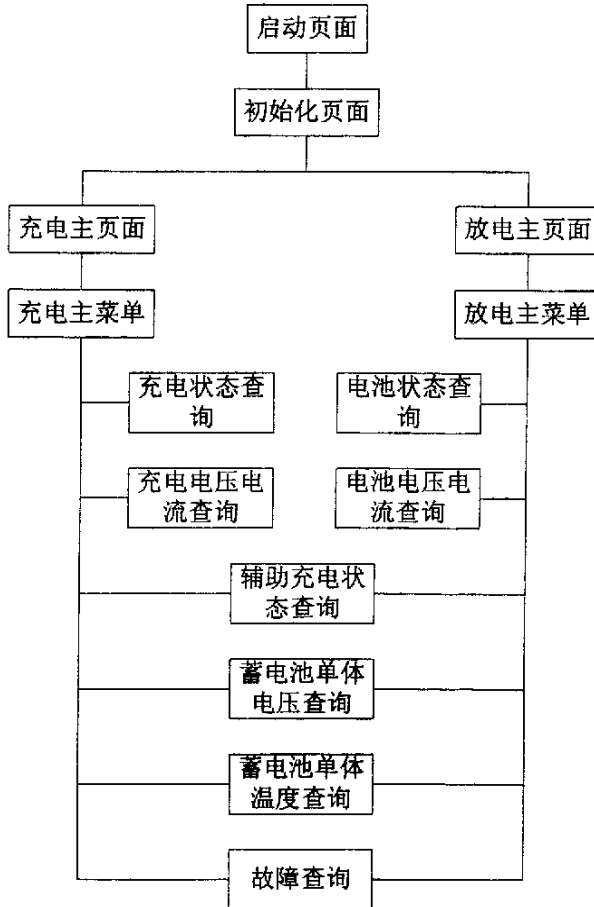 启动页面
初始化页面
充电主页面
放电主页面
充电主菜单
放电主菜单
充电状态查
询
电池状态查
询
充电电压电
流查询
电池电压电
流查询
辅助充电状
态查询
蓄电池单体
电压查询
蓄电池单体
温度查询
故障查询